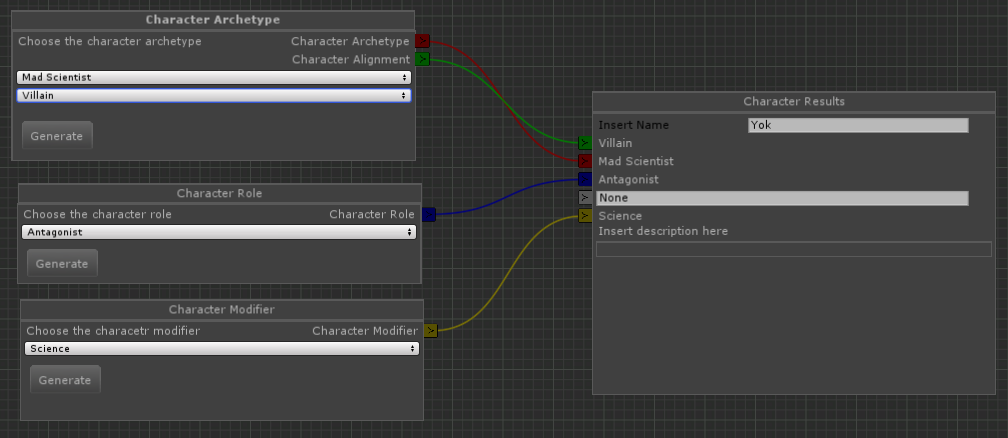 Character Archetype
Choose the character archetype Character Archetype
Character Alignment
Mad Scientist
Villain
Generate
Character Role
Choose the character role Character Role
Antagonist
Generate
Character Modifier
Choose the characetr modifier Character Modifier
Science
Generate
Character Results
Insert Name Yok
Villain
Mad Scientist
Antagonist
None
Science
Insert description here